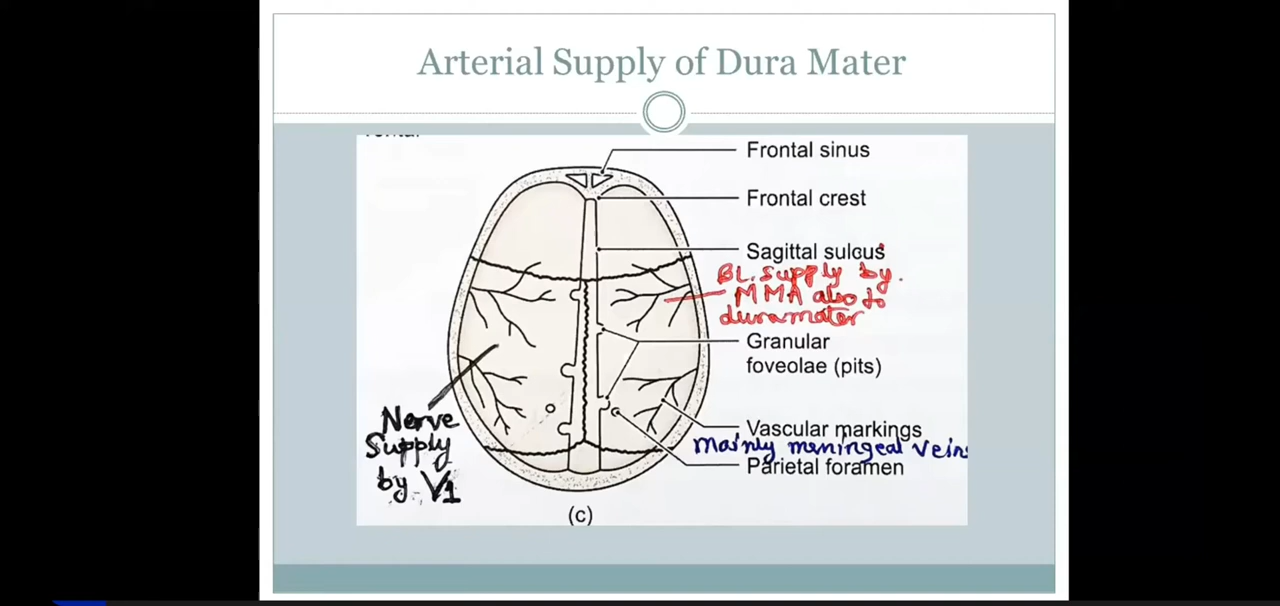 Arterial Supply of Dura Mater
Frontal sinus
Frontal crest
Sagittal sulcus
BL. supply by.
MMA also to
duramater
Granular
foveolae (pits)
Vascular markings
Mainly meningeal veins
Parietal foramen
Nerve
Supply
by V1
(c)